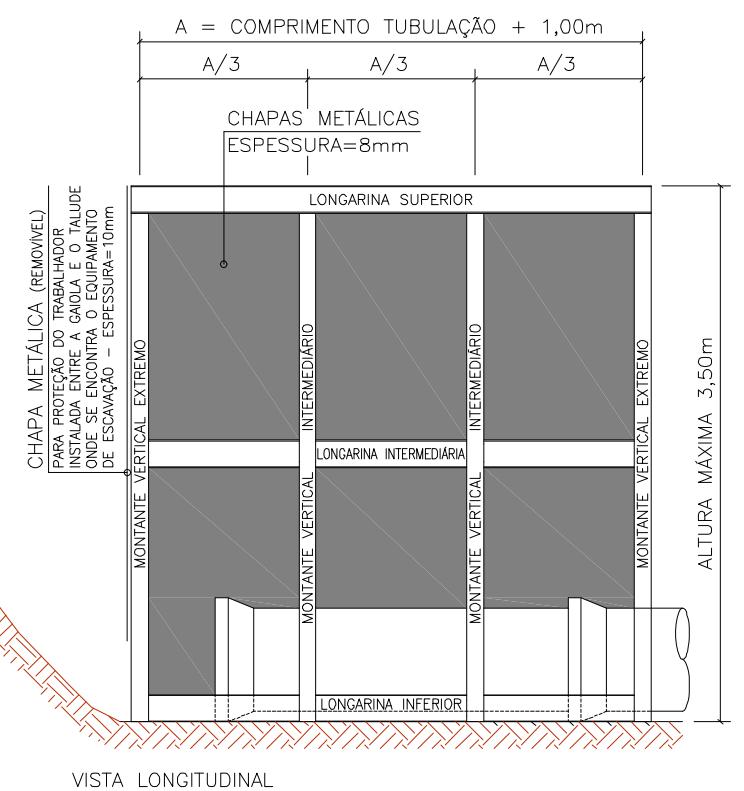 A = COMPRIMENTO TUBULAÇÃO + 1,00m
A/3
A/3
A/3
CHAPAS METÁLICAS
ESPESSURA=8mm
LONGARINA SUPERIOR
CHAPA METÁLICA (REMOVÍVEL)
PARA PROTEÇÃO DO TRABALHADOR
INSTALADA ENTRE A GAIOLA E O TALUDE
ONDE SE ENCONTRA O EQUIPAMENTO
DE ESCAVAÇÃO - ESPESSURA=10mm
MONTANTE VERTICAL EXTREMO
MONTANTE VERTICAL INTERMEDIÁRIO
MONTANTE VERTICAL INTERMEDIÁRIO
MONTANTE VERTICAL EXTREMO
LONGARINA INTERMEDIÁRIA
ALTURA MÁXIMA 3,50m
LONGARINA INFERIOR
VISTA LONGITUDINAL